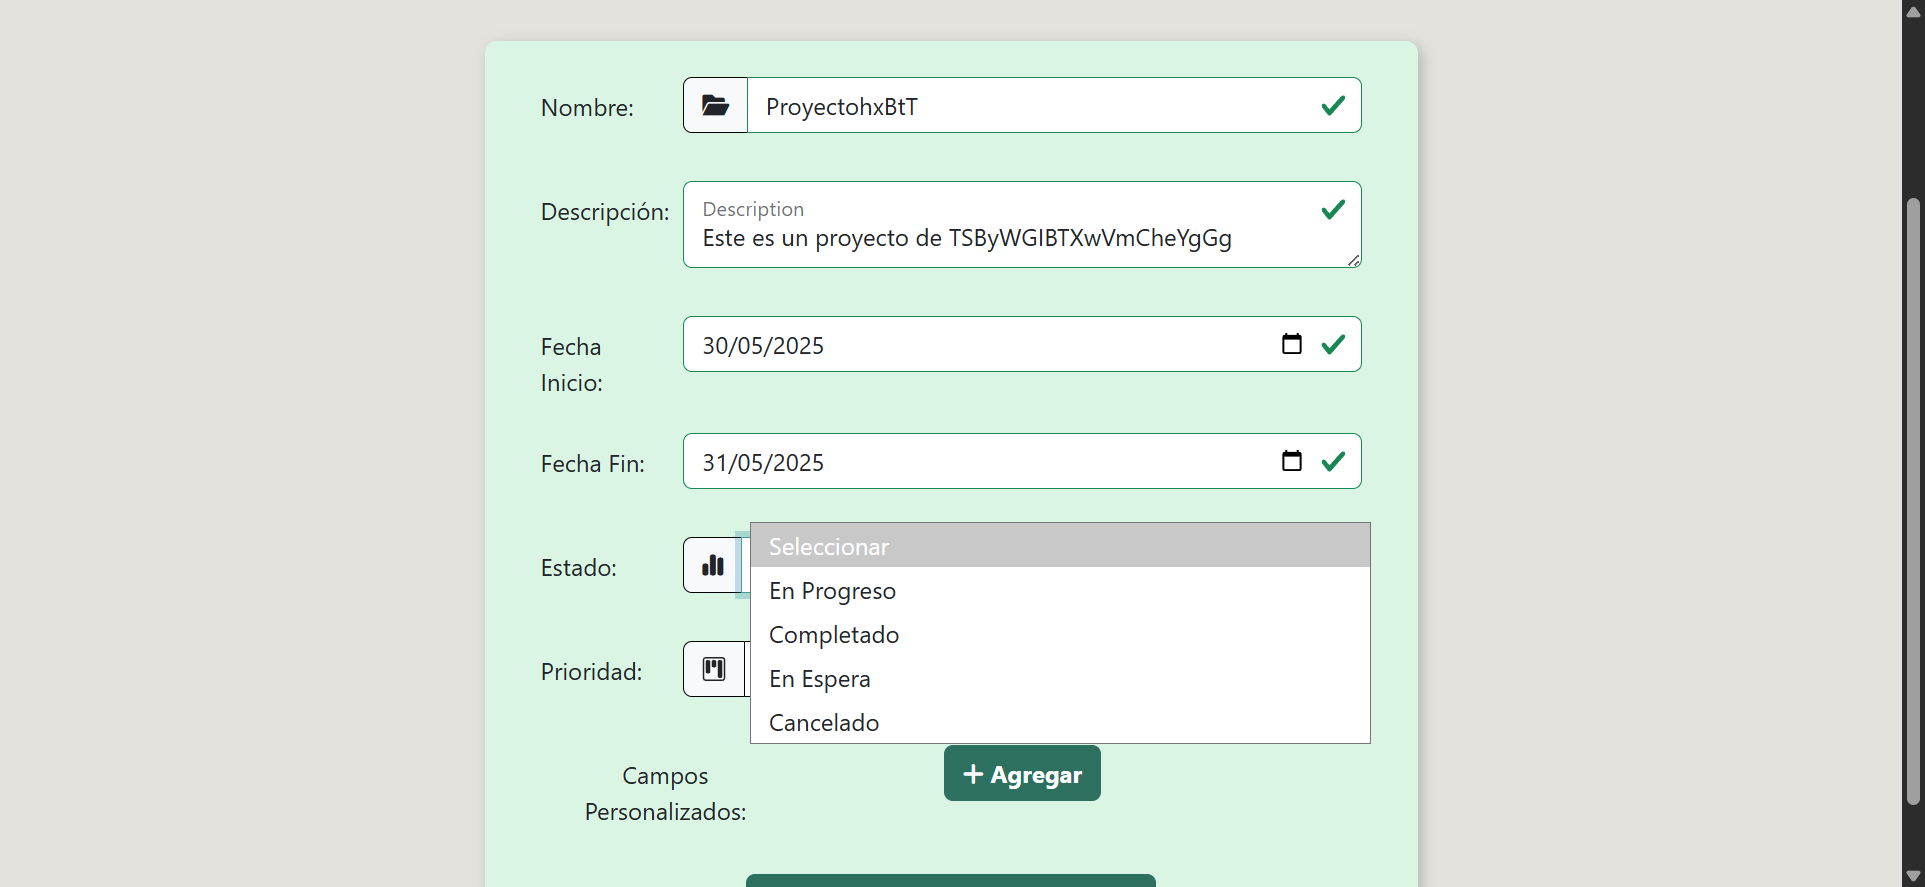 Nombre:
ProyectohxBtT
Descripción:
Description
Este es un proyecto de TSByWGIBTXwVmCheYgGg
Fecha
Inicio:
30/05/2025
Fecha Fin:
31/05/2025
Estado:
Seleccionar
En Progreso
Completado
En Espera
Cancelado
Prioridad:
Campos
Personalizados:
+ Agregar